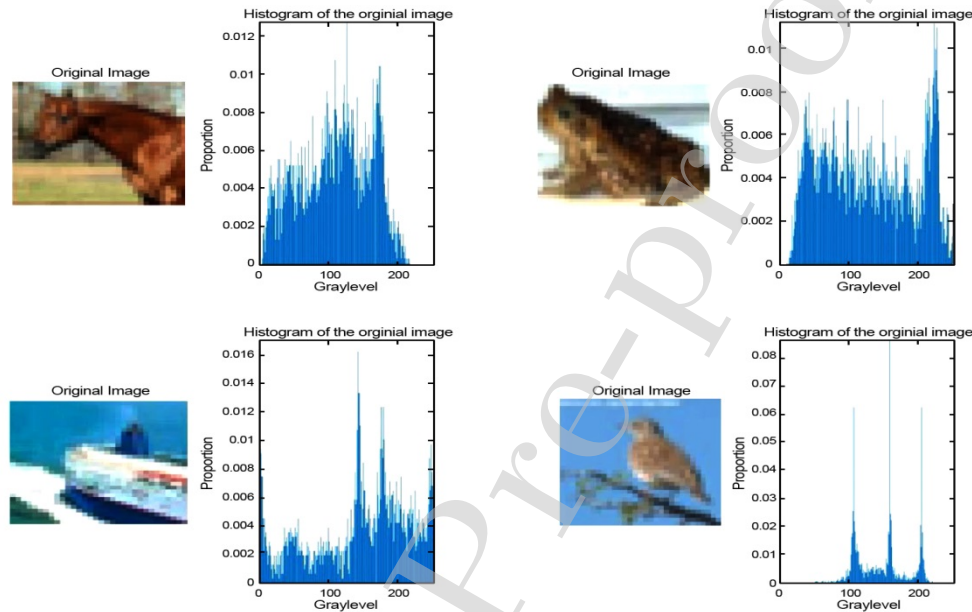 Histogram of the orginial image
Original Image
Proportion
0.012
0.01
0.008
0.006
0.004
0.002
0
0 100 200
Graylevel
Histogram of the orginial image
Original Image
Proportion
0.01
0.008
0.006
0.004
0.002
0
0 100 200
Graylevel
Histogram of the orginial image
Original Image
Proportion
0.016
0.014
0.012
0.01
0.008
0.006
0.004
0.002
0
0 100 200
Graylevel
Histogram of the orginial image
Original Image
Proportion
0.08
0.07
0.06
0.05
0.04
0.03
0.02
0.01
0
0 100 200
Graylevel
Pre-proo